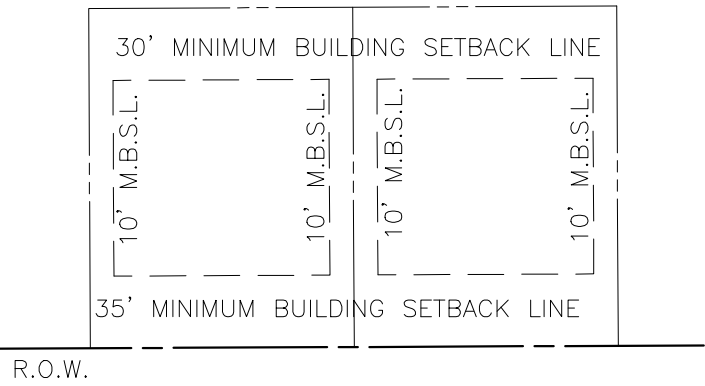 30' MINIMUM BUILDING SETBACK LINE
10' M.B.S.L.
10' M.B.S.L.
10' M.B.S.L.
10' M.B.S.L.
35' MINIMUM BUILDING SETBACK LINE
R.O.W.